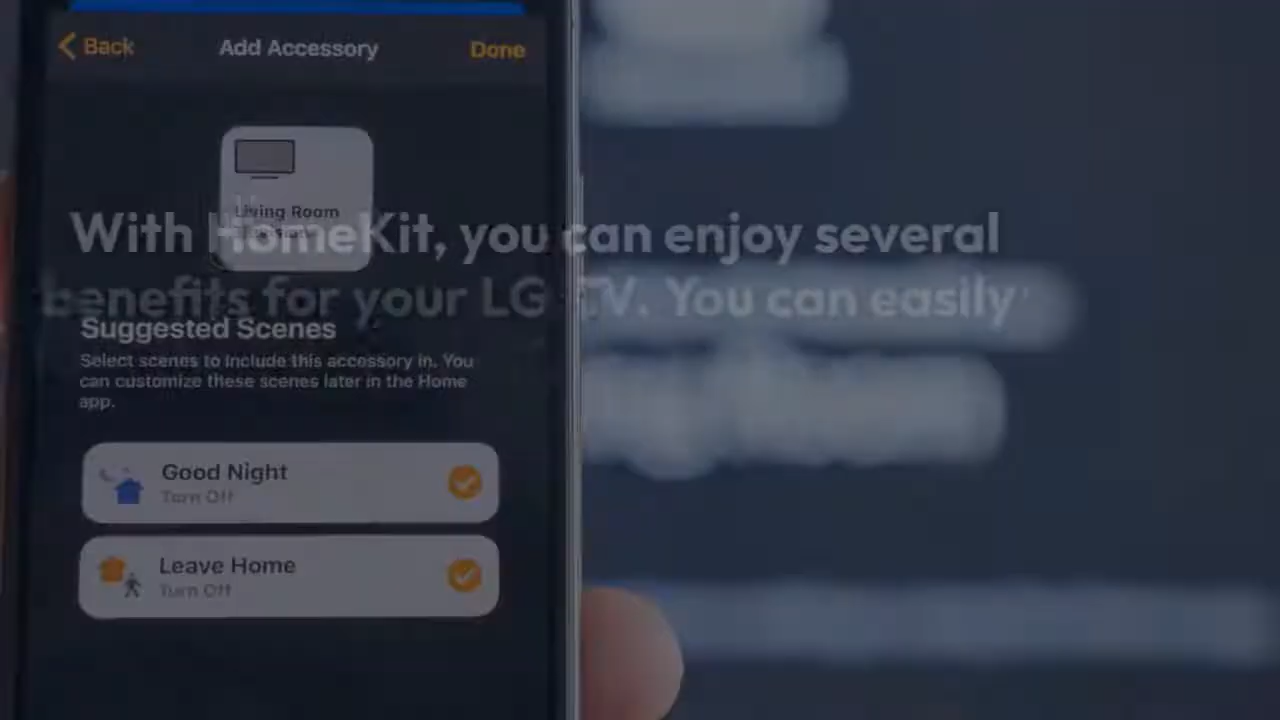 Back
Add Accessory
Done
Living Room
With HomeKit, you can enjoy several
benefits for your LG TV. You can easily
Suggested Scenes
Select scenes to include this accessory in. You
can customize these scenes later in the Home
app.
Good Night
Turn Off
Leave Home
Turn Off